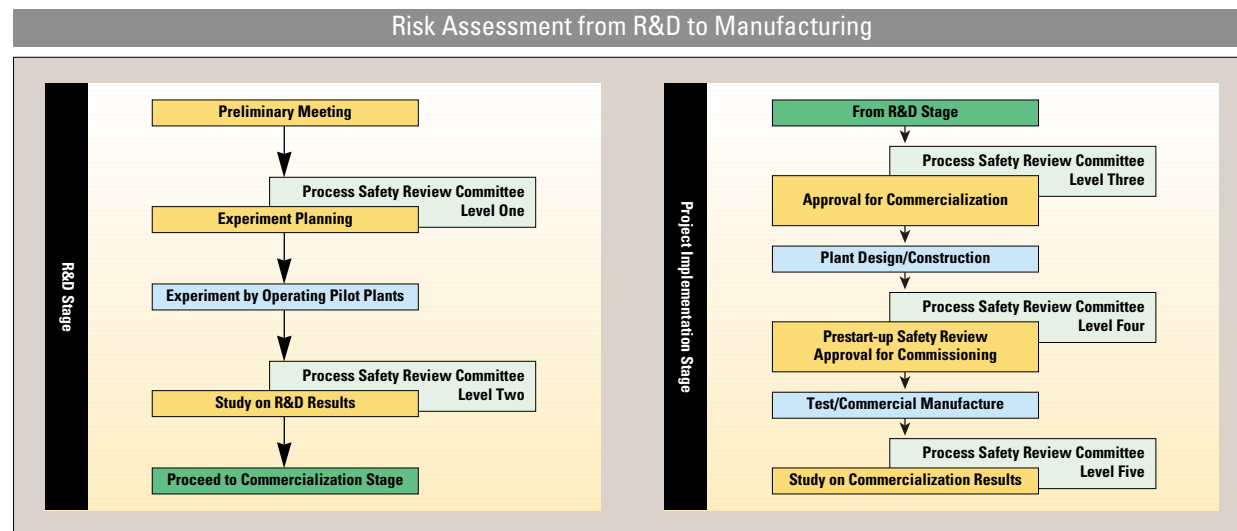 Risk Assessment from R&D to Manufacturing
R&D Stage
Preliminary Meeting
Process Safety Review Committee
Level One
Experiment Planning
Experiment by Operating Pilot Plants
Process Safety Review Committee
Level Two
Study on R&D Results
Proceed to Commercialization Stage
Project Implementation Stage
From R&D Stage
Process Safety Review Committee
Level Three
Approval for Commercialization
Plant Design/Construction
Process Safety Review Committee
Level Four
Prestart-up Safety Review
Approval for Commissioning
Test/Commercial Manufacture
Process Safety Review Committee
Level Five
Study on Commercialization Results